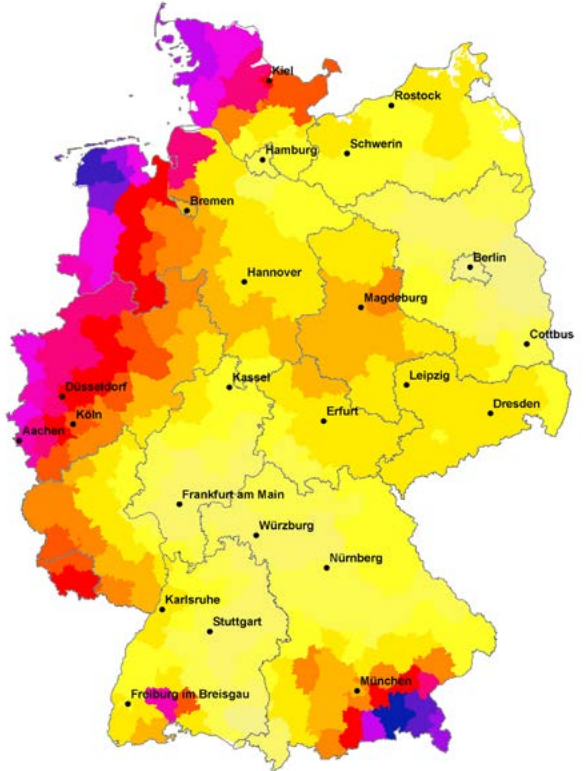 Kiel
Rostock
Hamburg
Schwerin
Bremen
Berlin
Hannover
Magdeburg
Cottbus
Kassel
Leipzig
Düsseldorf
Dresden
Köln
Erfurt
Aachen
Frankfurt am Main
Würzburg
Nürnberg
Karlsruhe
Stuttgart
München
Freiburg im Breisgau